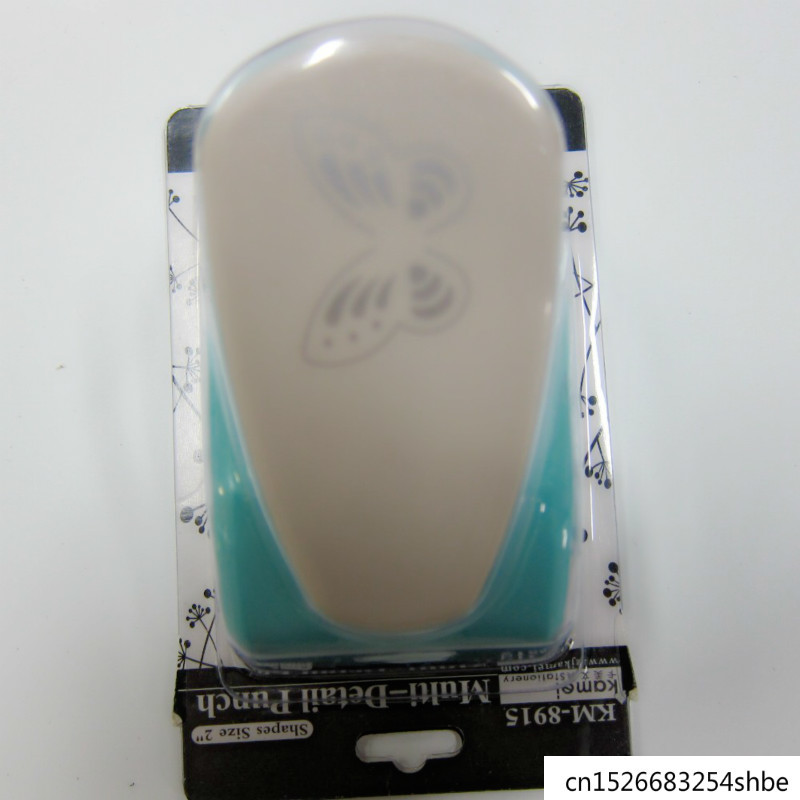 KM-8915
kamei
Stationery
Multi-Detail Punch
Shapes Size 2"
cn1526683254shbe